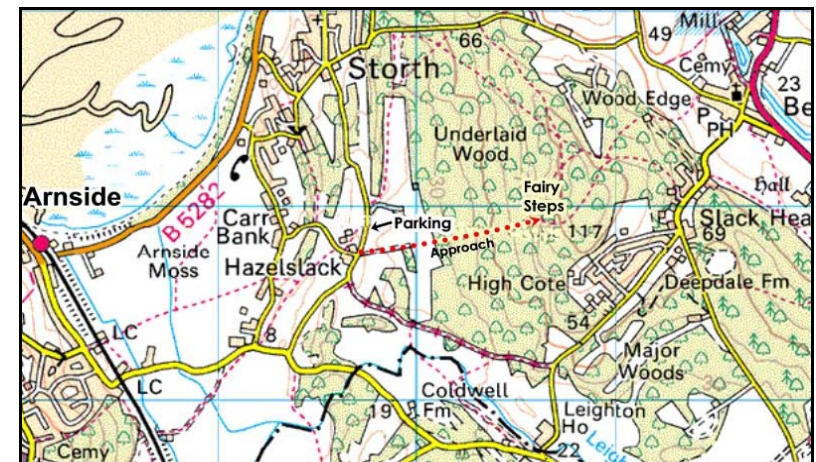 Mill
49
66
Storth
Cemy
23
Be
Wood Edge
P
PH
Underlaid
Wood
Arnside
Fairy
Steps
Hall
B 5282
Carr
Bank
Parking
Slack Hea
69
117
Approach
Arnside
Moss
Hazelslack
High Cote
Deepdale Fm
54
LC
8
Major
Woods
LC
Coldwell
Fm
19
Leighton
Ho
22
Leigh
Cemy